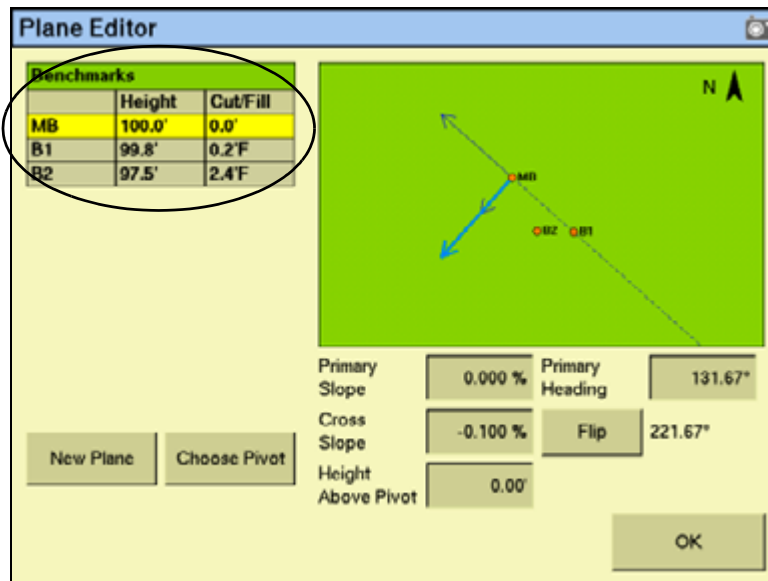 Plane Editor
Benchmarks
Height Cut/Fill
MB 100.0' 0.0'
B1 99.8' 0.2'F
B2 97.5' 2.4'F
N
MB
B2 B1
Primary Slope 0.000 % Primary Heading 131.67°
Cross Slope -0.100 % Flip 221.67°
New Plane Choose Pivot
Height Above Pivot 0.00'
OK